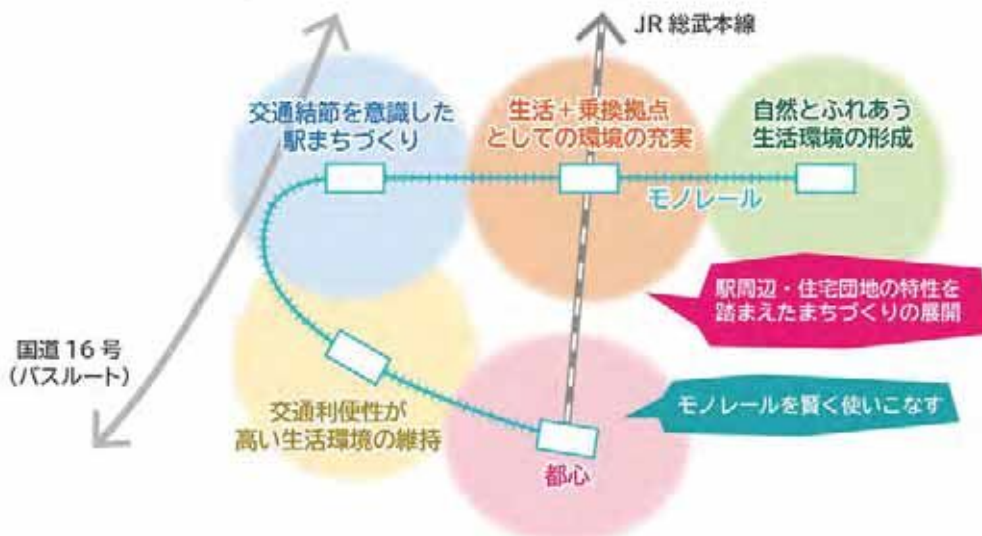 JR 総武本線
交通結節を意識した
駅まちづくり
生活＋乗換拠点
としての環境の充実
自然とふれあう
生活環境の形成
モノレール
駅周辺・住宅団地の特性を
踏まえたまちづくりの展開
国道 16 号
（バスルート）
交通利便性が
高い生活環境の維持
モノレールを賢く使いこなす
都心